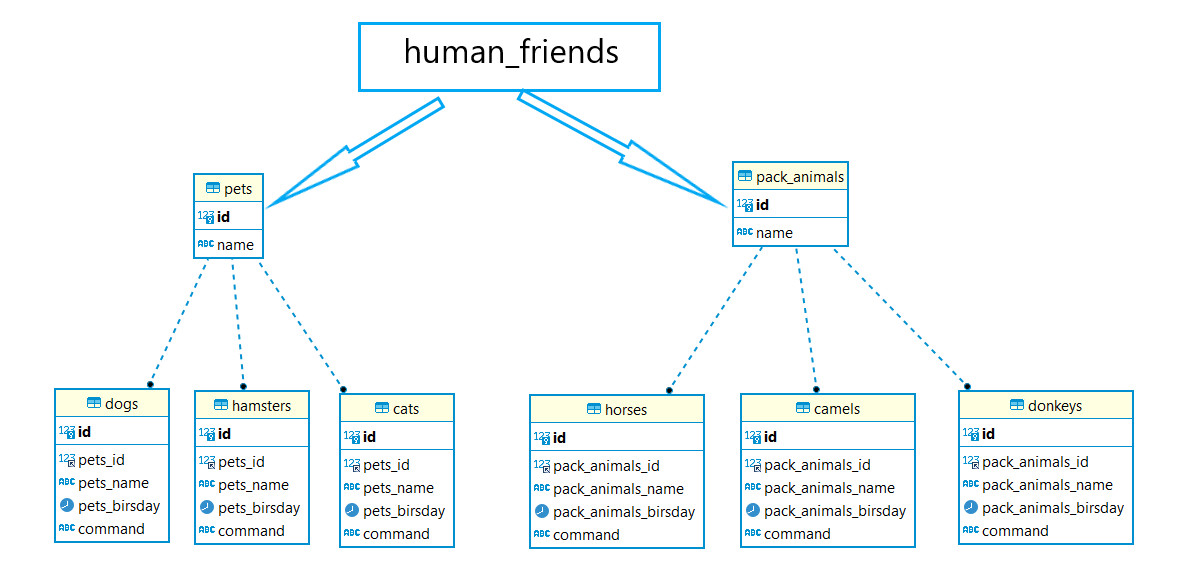 human_friends
pets
id
name
pack_animals
id
name
dogs
id
pets_id
pets_name
pets_birsday
command
hamsters
id
pets_id
pets_name
pets_birsday
command
cats
id
pets_id
pets_name
pets_birsday
command
horses
id
pack_animals_id
pack_animals_name
pack_animals_birsday
command
camels
id
pack_animals_id
pack_animals_name
pack_animals_birsday
command
donkeys
id
pack_animals_id
pack_animals_name
pack_animals_birsday
command